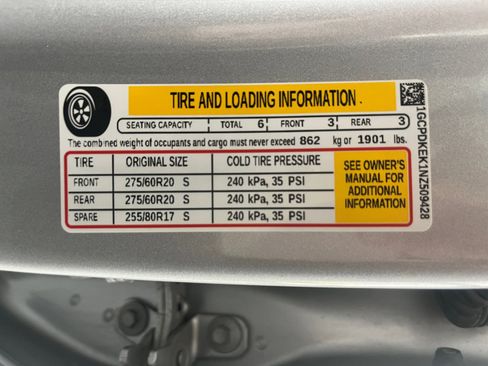 TIRE AND LOADING INFORMATION
SEATING CAPACITY TOTAL 6 FRONT 3 REAR 3
The combined weight of occupants and cargo must never exceed 862 kg or 1901 lbs.
TIRE ORIGINAL SIZE COLD TIRE PRESSURE
FRONT 275/60R20 S 240 kPa, 35 PSI
REAR 275/60R20 S 240 kPa, 35 PSI
SPARE 255/80R17 S 240 kPa, 35 PSI
SEE OWNER'S
MANUAL FOR
ADDITIONAL
INFORMATION
1GCPDKEK1NZ509428